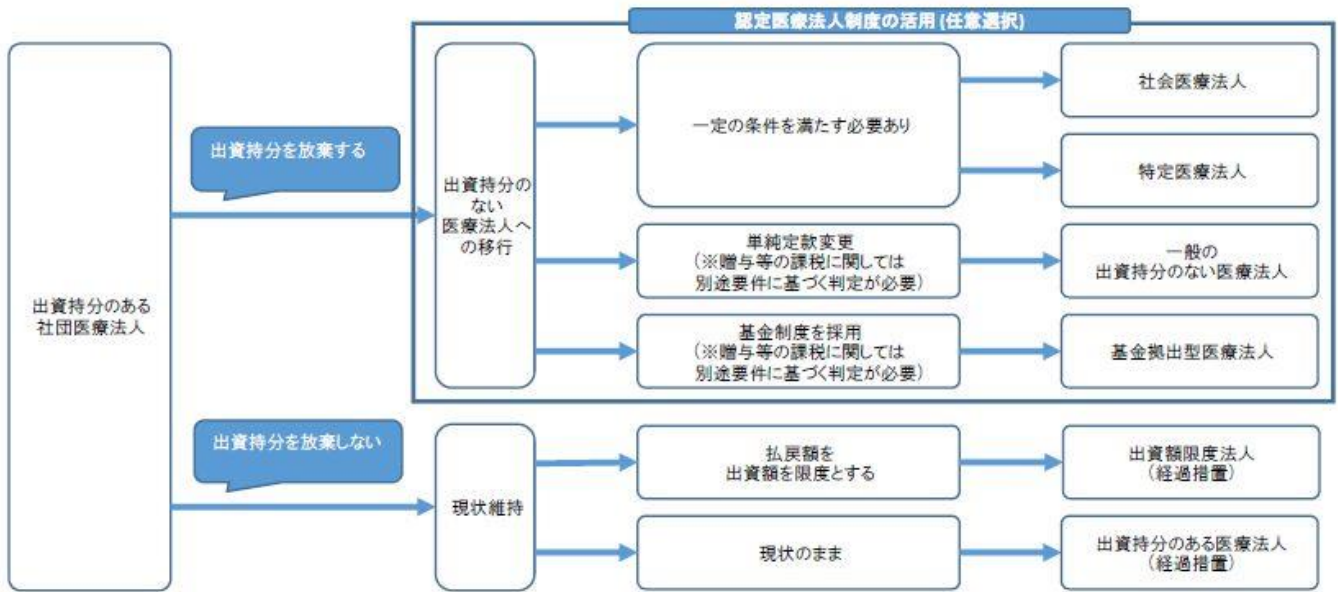 認定医療法人制度の活用(任意選択)
出資持分のある
社団医療法人
出資持分を放棄する
出資持分の
ない
医療法人へ
の移行
一定の条件を満たす必要あり
社会医療法人
特定医療法人
単純定款変更
(※贈与等の課税に関しては
別途要件に基づく判定が必要)
一般の
出資持分のない医療法人
基金制度を採用
(※贈与等の課税に関しては
別途要件に基づく判定が必要)
基金拠出型医療法人
出資持分を放棄しない
現状維持
払戻額を
出資額を限度とする
出資額限度法人
(経過措置)
現状のまま
出資持分のある医療法人
(経過措置)